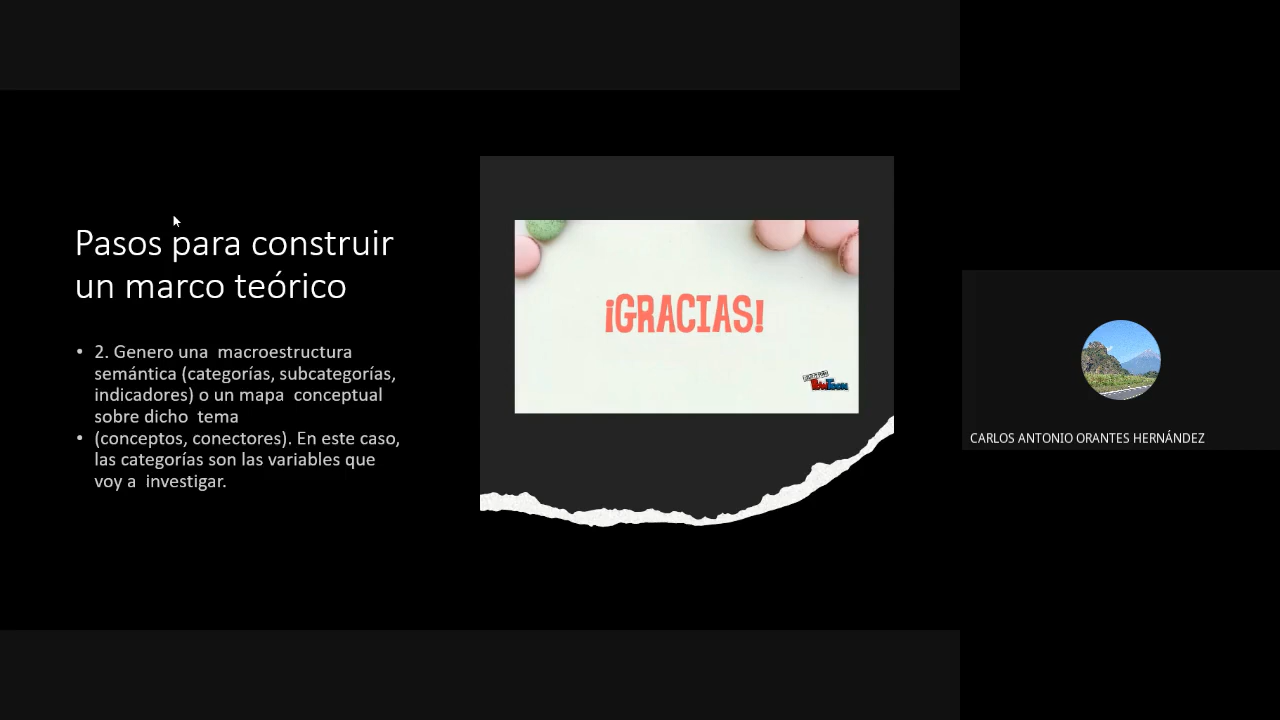 Pasos para construir
un marco teórico
• 2. Genero una  macroestructura
semántica (categorías, subcategorías,
indicadores) o un mapa  conceptual
sobre dicho  tema
• (conceptos, conectores). En este caso,
las categorías son las variables que
voy a  investigar.
¡GRACIAS!
PowToon
CARLOS ANTONIO ORANTES HERNÁNDEZ